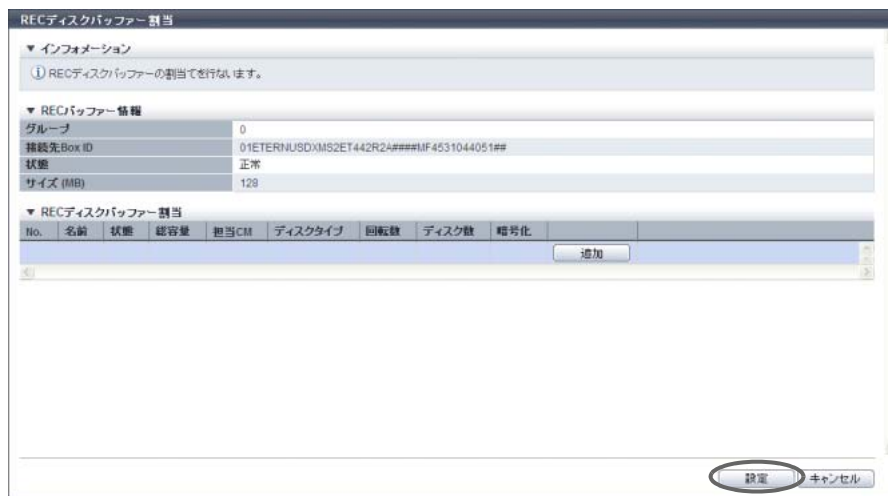 RECディスクバッファー割当
▼ インフォメーション
RECディスクバッファーの割当てを行ないます。
▼ RECバッファー情報
グループ 0
接続先Box ID 01ETERNUSDXMS2ET442R2A####MF4531044051##
状態 正常
サイズ (MB) 128
▼ RECディスクバッファー割当
No. 名前 状態 総容量 担当CM ディスクタイプ 回転数 ディスク数 暗号化
追加
設定 キャンセル